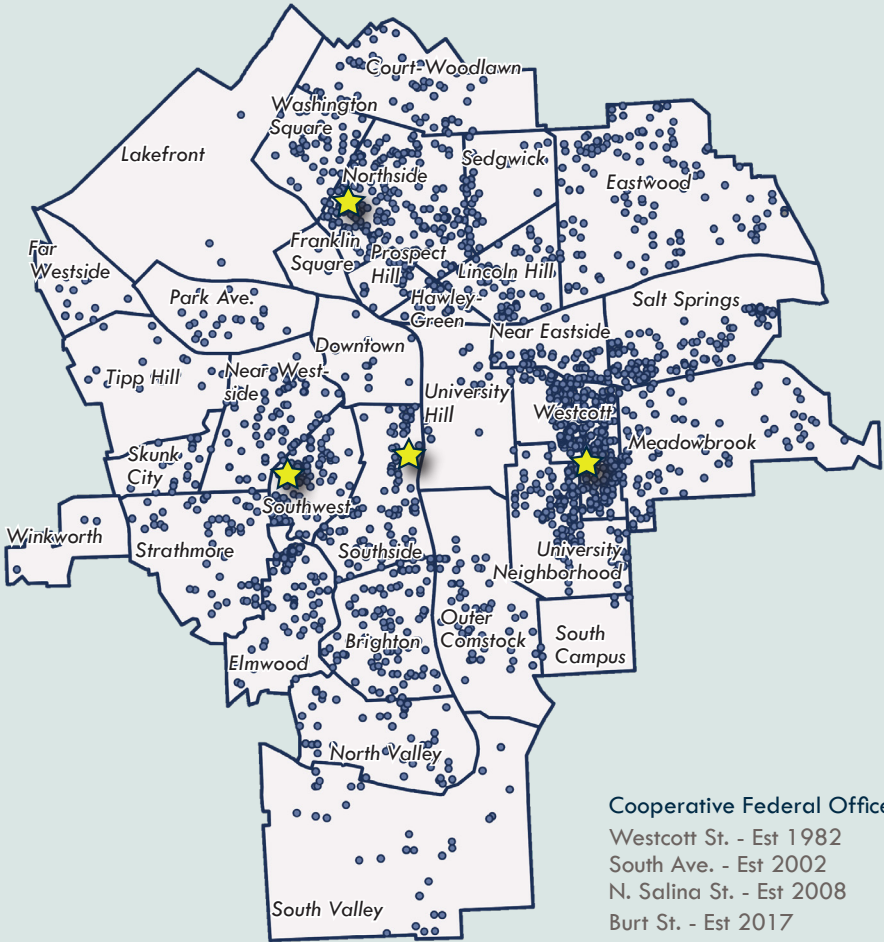 Court-Woodlawn
Washington
Square
Lakefront
Northside
Sedgwick
Eastwood
Far
Westside
Franklin
Square
Prospect
Hill
Lincoln Hill
Park Ave.
Hawley-
Green
Salt Springs
Downtown
Near Eastside
Tipp Hill
Near West-
side
University
Hill
Westcott
Meadowbrook
Skunk
City
Southwest
Winkworth
Strathmore
Southside
University
Neighborhood
Outer
Comstock
South
Campus
Brighton
Elmwood
North Valley
South Valley
Cooperative Federal Office
Westcott St. - Est 1982
South Ave. - Est 2002
N. Salina St. - Est 2008
Burt St. - Est 2017